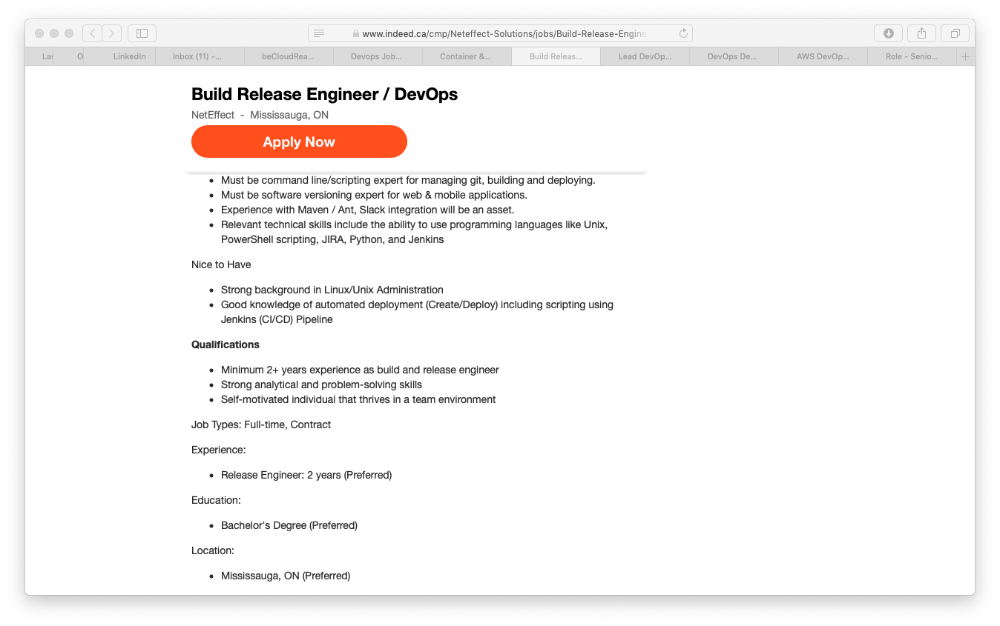 www.indeed.ca/cmp/Neteffect-Solutions/jobs/Build-Release-Engine
LinkedIn
Inbox (11) -...
beCloudRea...
Devops Job...
Container &...
Build Releas...
Lead DevOp...
DevOps De...
AWS DevOp...
Role - Senio...
Build Release Engineer / DevOps
NetEffect - Mississauga, ON
Apply Now
• Must be command line/scripting expert for managing git, building and deploying.
• Must be software versioning expert for web & mobile applications.
• Experience with Maven / Ant, Slack integration will be an asset.
• Relevant technical skills include the ability to use programming languages like Unix,
PowerShell scripting, JIRA, Python, and Jenkins
Nice to Have
• Strong background in Linux/Unix Administration
• Good knowledge of automated deployment (Create/Deploy) including scripting using
Jenkins (CI/CD) Pipeline
Qualifications
• Minimum 2+ years experience as build and release engineer
• Strong analytical and problem-solving skills
• Self-motivated individual that thrives in a team environment
Job Types: Full-time, Contract
Experience:
• Release Engineer: 2 years (Preferred)
Education:
• Bachelor's Degree (Preferred)
Location:
• Mississauga, ON (Preferred)